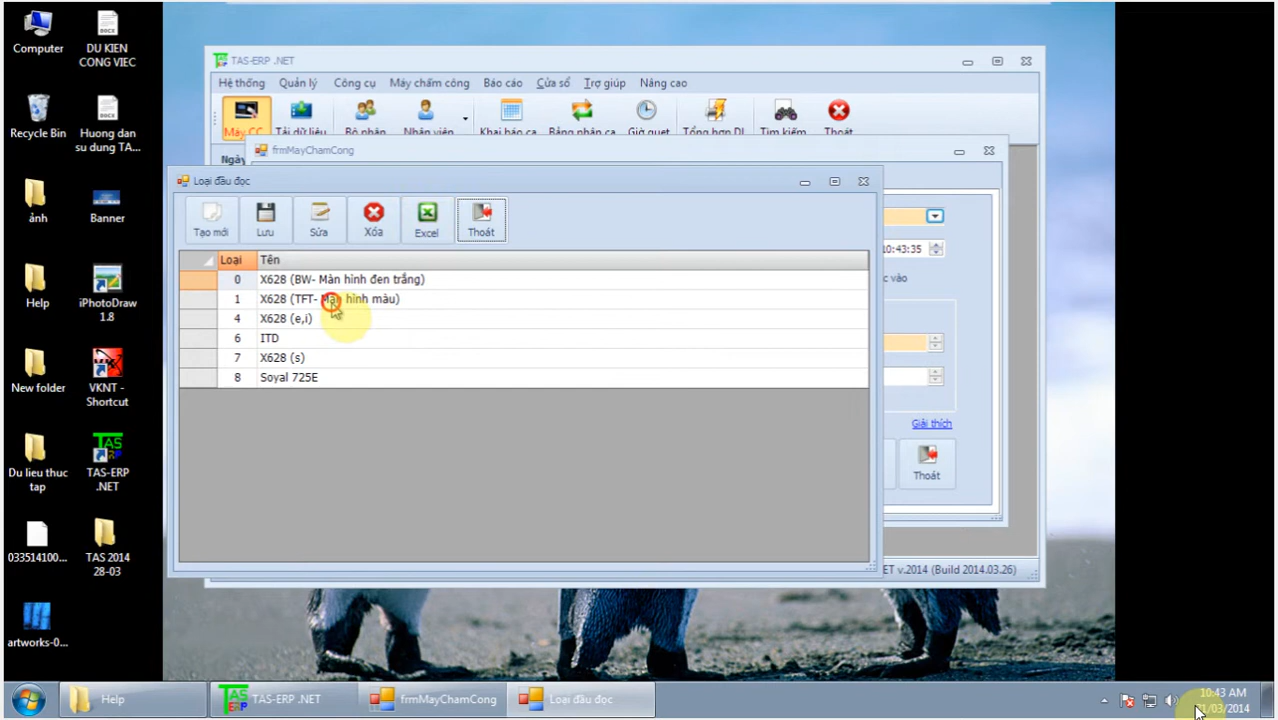 Computer
DU KIEN
CONG VIEC
Recycle Bin
Huong dan
su dung TA...
ảnh
Banner
Help
iPhotoDraw
1.8
New folder
VKNT -
Shortcut
Du lieu thuc
tap
TAS-ERP
.NET
033514100...
TAS 2014
28-03
artworks-0...
TAS-ERP .NET
Hệ thống Quản lý Công cụ Máy chấm công Báo cáo Cửa sổ Trợ giúp Nâng cao
Máy CC Tải dữ liệu Bộ phận Nhân viên Khai báo ca Bảng phân ca Giờ quẹt Tổng hợp DL Tìm kiếm Thoát
Ngày
frmMayChamCong
Loại đầu đọc
Tạo mới Lưu Sửa Xóa Excel Thoát
Loại Tên
0 X628 (BW- Màn hình đen trắng)
1 X628 (TFT- Màn hình màu)
4 X628 (e,i)
6 ITD
7 X628 (s)
8 Soyal 725E
10:43:35
vào
Giải thích
Thoát
ET v.2014 (Build 2014.03.26)
Help
TAS-ERP .NET
frmMayChamCong
Loại đầu đọc
10:43 AM
31/03/2014